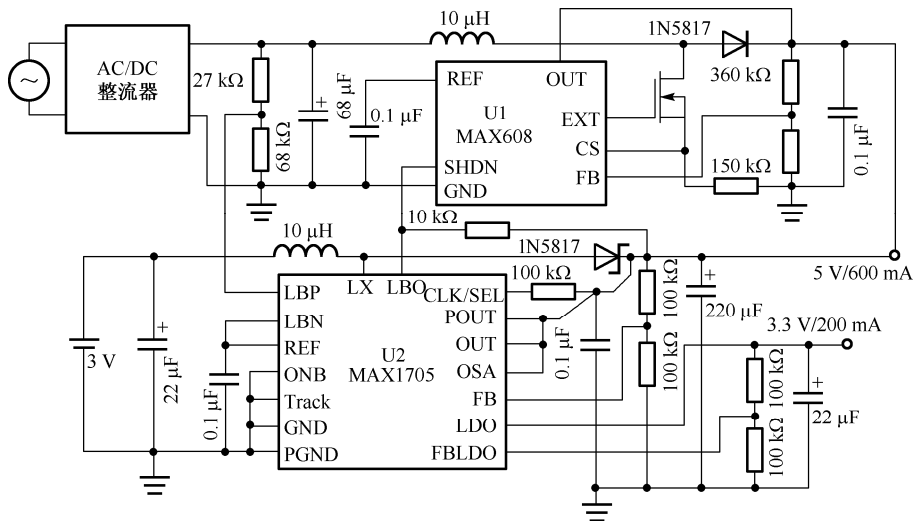 10 μH
1N5817
AC/DC
整流器
27 kΩ
68 kΩ
68 μF
0.1 μF
REF
OUT
U1
MAX608
EXT
CS
SHDN
FB
GND
360 kΩ
150 kΩ
0.1 μF
10 kΩ
10 μH
1N5817
5 V/600 mA
3 V
22 μF
0.1 μF
LBP
LX
LBO
CLK/SEL
LBN
POUT
REF
U2
OUT
ONB
MAX1705
OSA
Track
FB
GND
LDO
PGND
FBLDO
100 kΩ
0.1 μF
100 kΩ
100 kΩ
220 μF
3.3 V/200 mA
100 kΩ
100 kΩ
22 μF